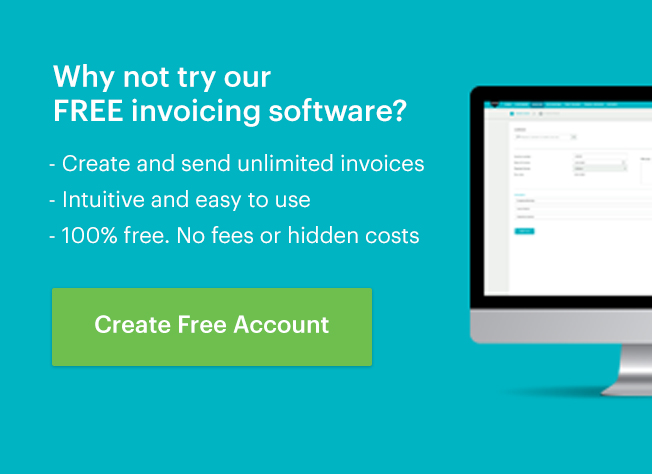 Why not try our
FREE invoicing software?
- Create and send unlimited invoices
- Intuitive and easy to use
- 100% free. No fees or hidden costs
Create Free Account